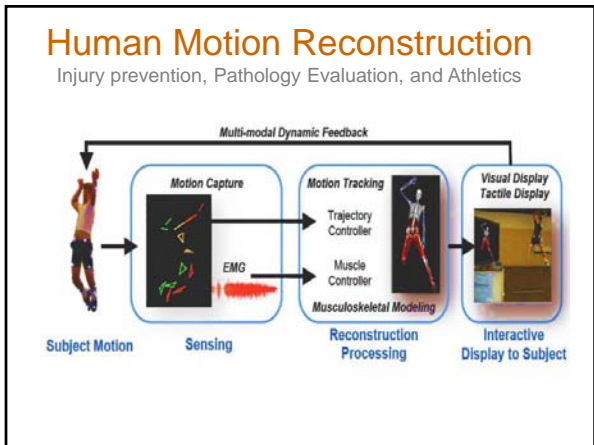 Human Motion Reconstruction
Injury prevention, Pathology Evaluation, and Athletics
Multi-modal Dynamic Feedback
Motion Capture
EMG
Motion Tracking
Trajectory
Controller
Muscle
Controller
Musculoskeletal Modeling
Visual Display
Tactile Display
Subject Motion
Sensing
Reconstruction
Processing
Interactive
Display to Subject